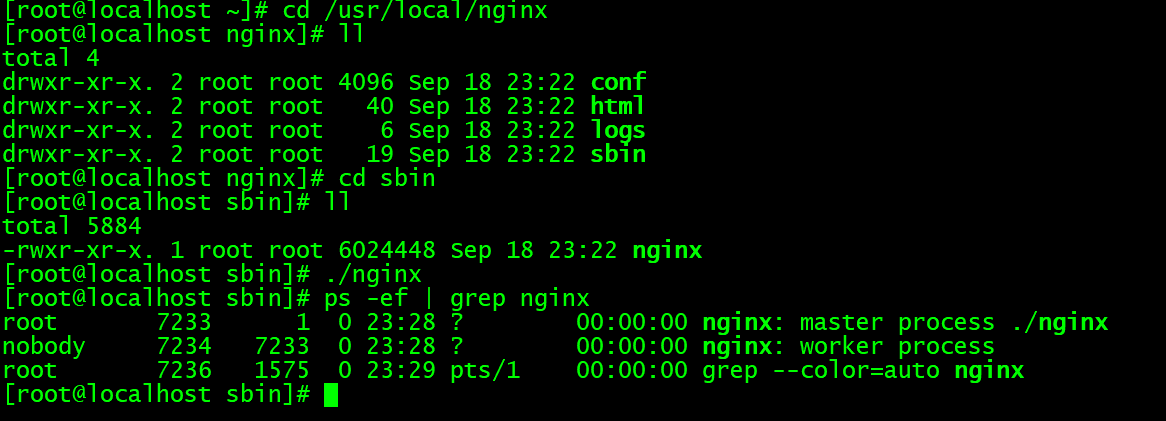 [root@localhost ~]# cd /usr/local/nginx
[root@localhost nginx]# ll
total 4
drwxr-xr-x. 2 root root 4096 Sep 18 23:22 conf
drwxr-xr-x. 2 root root   40 Sep 18 23:22 html
drwxr-xr-x. 2 root root    6 Sep 18 23:22 logs
drwxr-xr-x. 2 root root   19 Sep 18 23:22 sbin
[root@localhost nginx]# cd sbin
[root@localhost sbin]# ll
total 5884
-rwxr-xr-x. 1 root root 6024448 Sep 18 23:22 nginx
[root@localhost sbin]# ./nginx
[root@localhost sbin]# ps -ef | grep nginx
root       7233      1  0 23:28 ?        00:00:00 nginx: master process ./nginx
nobody     7234   7233  0 23:28 ?        00:00:00 nginx: worker process
root       7236   1575  0 23:29 pts/1    00:00:00 grep --color=auto nginx
[root@localhost sbin]#